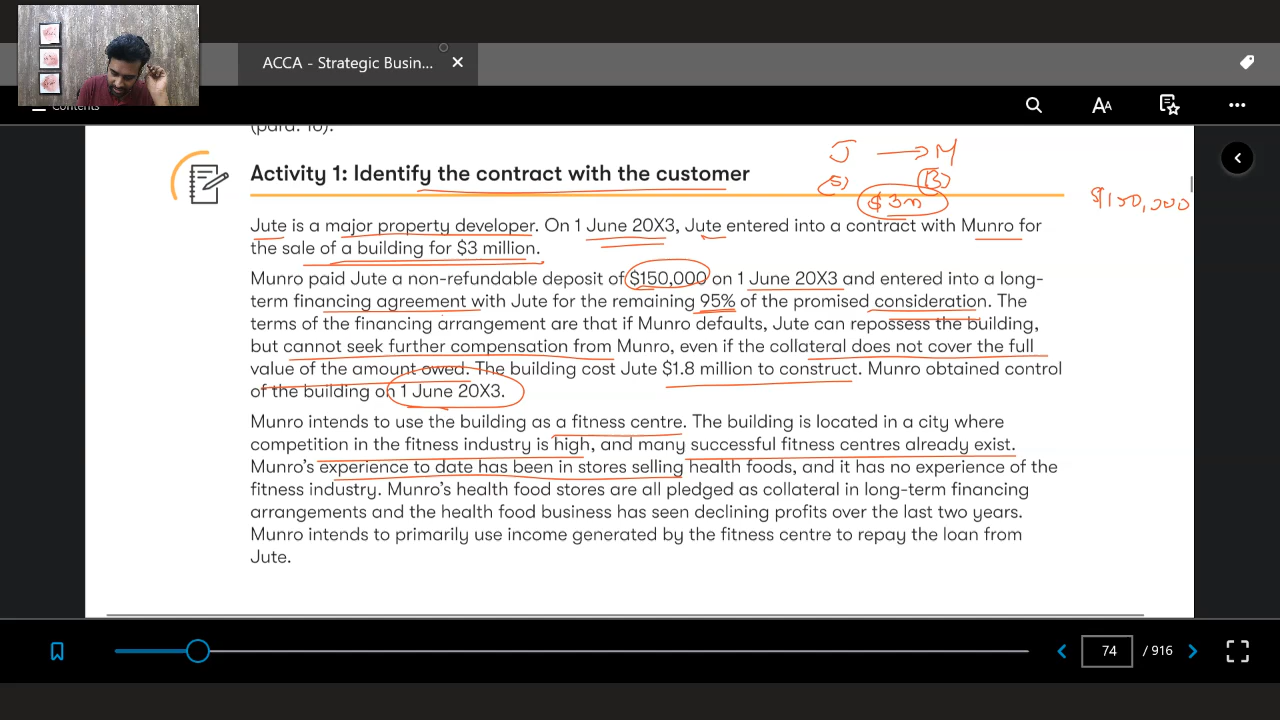 ACCA - Strategic Busin...
Contents
(para. 16).
J → M
(S) (B)
$3m
$150,000
Activity 1: Identify the contract with the customer
Jute is a major property developer. On 1 June 20X3, Jute entered into a contract with Munro for
the sale of a building for $3 million.
Munro paid Jute a non-refundable deposit of $150,000 on 1 June 20X3 and entered into a long-
term financing agreement with Jute for the remaining 95% of the promised consideration. The
terms of the financing arrangement are that if Munro defaults, Jute can repossess the building,
but cannot seek further compensation from Munro, even if the collateral does not cover the full
value of the amount owed. The building cost Jute $1.8 million to construct. Munro obtained control
of the building on 1 June 20X3.
Munro intends to use the building as a fitness centre. The building is located in a city where
competition in the fitness industry is high, and many successful fitness centres already exist.
Munro's experience to date has been in stores selling health foods, and it has no experience of the
fitness industry. Munro's health food stores are all pledged as collateral in long-term financing
arrangements and the health food business has seen declining profits over the last two years.
Munro intends to primarily use income generated by the fitness centre to repay the loan from
Jute.
74 / 916